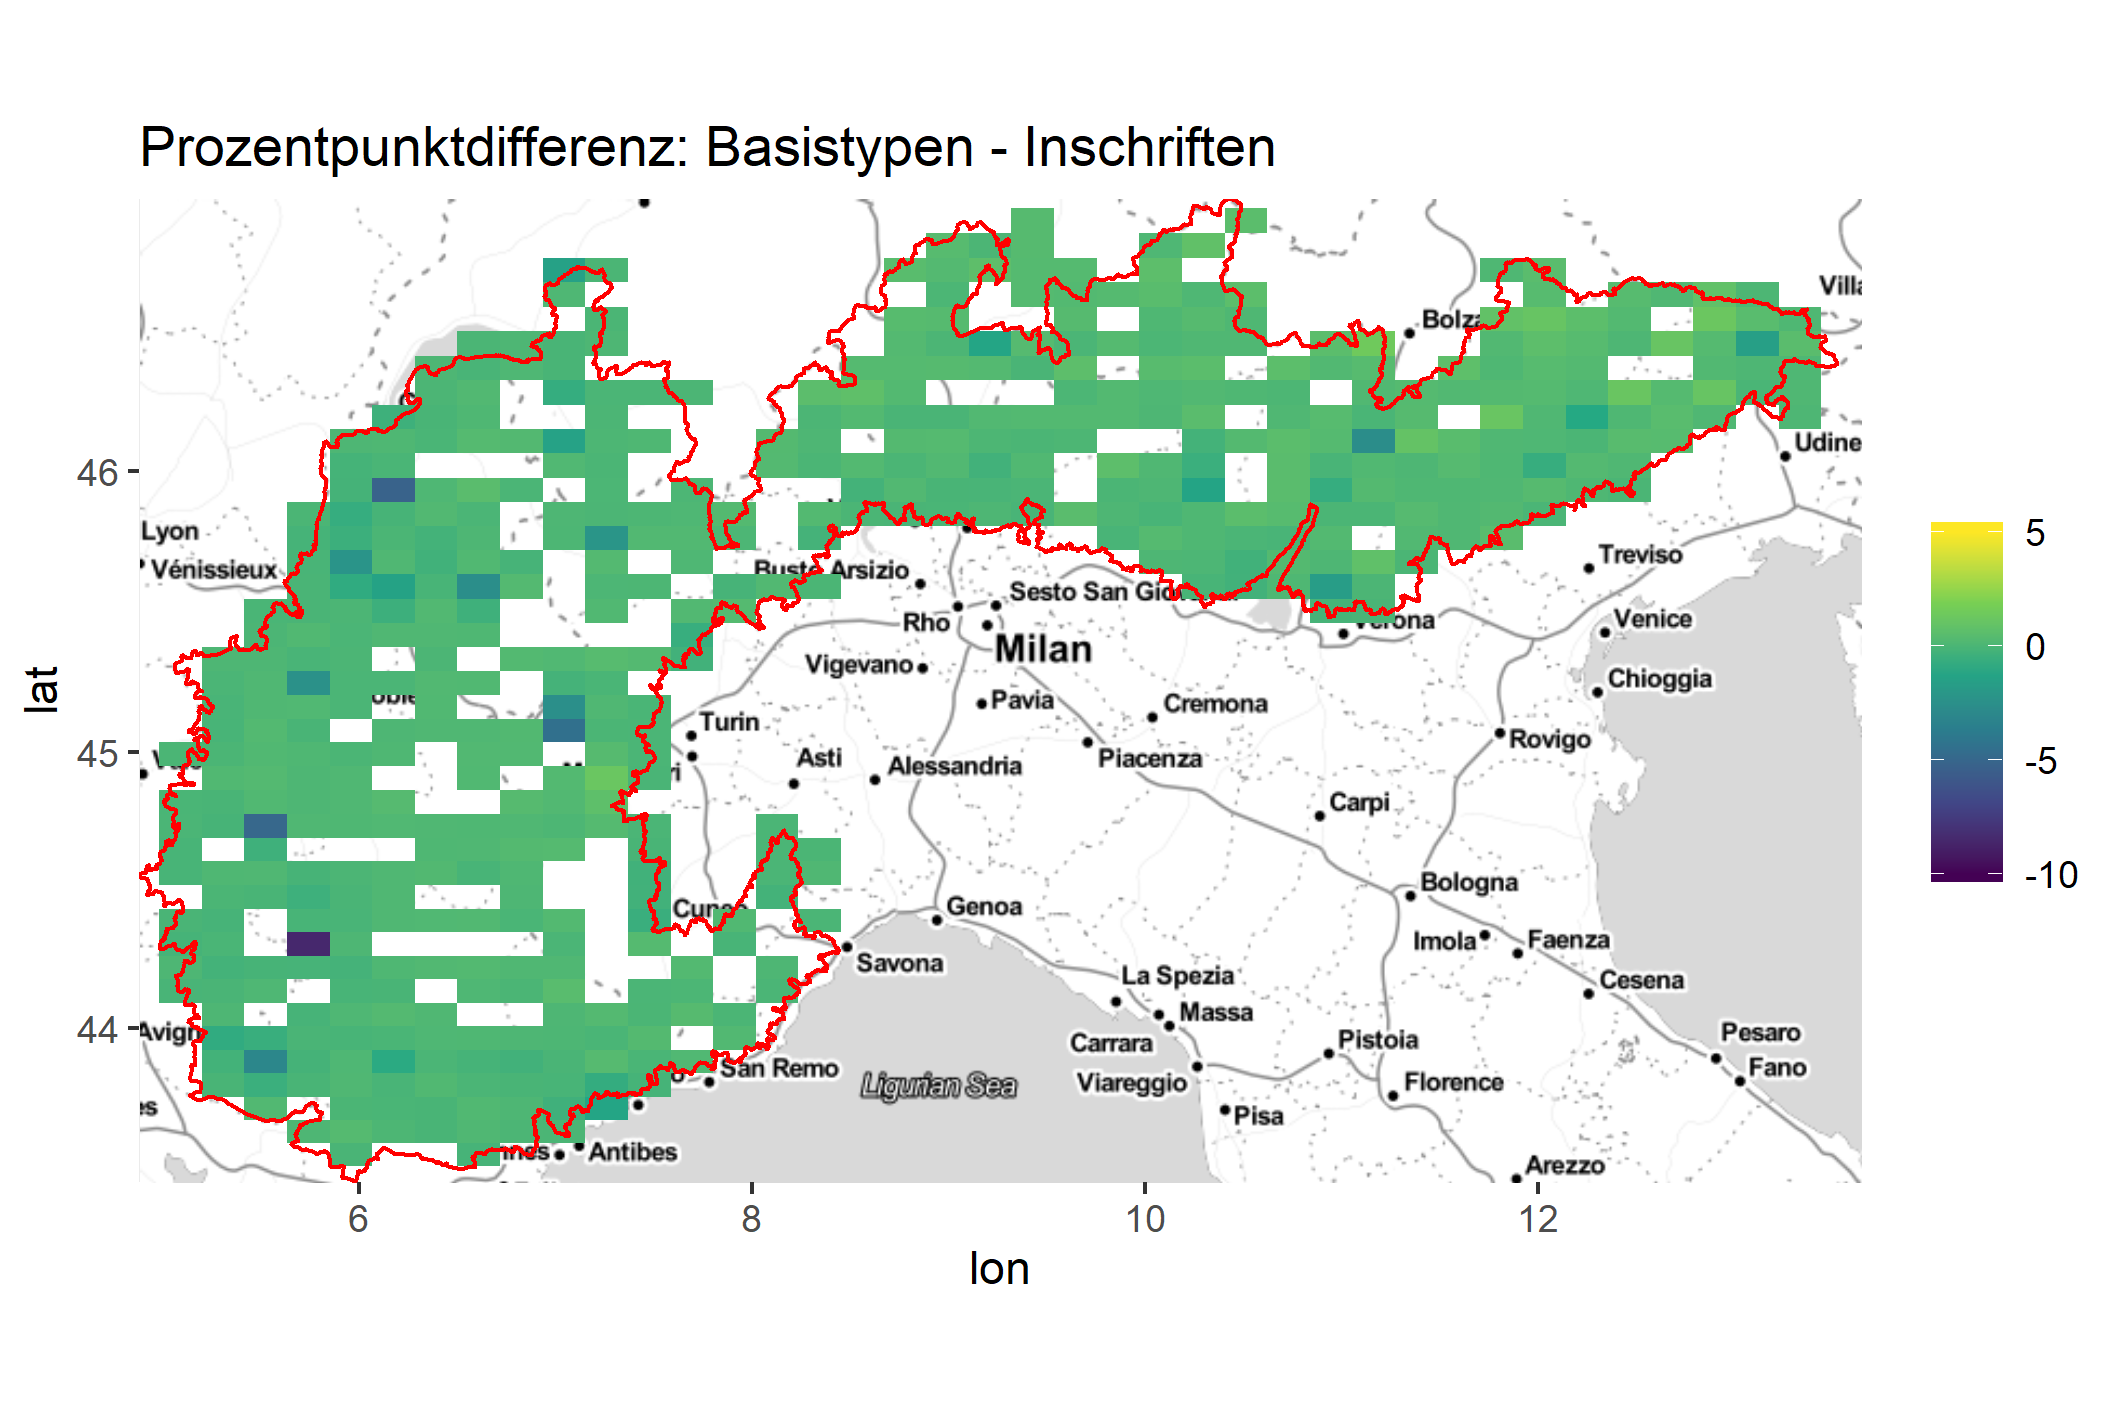 Prozentpunktdifferenz: Basistypen - Inschriften
Villa
Bolza
Udine
Lyon
Vénissieux
Busto Arsizio
Sesto San Giovanni
Treviso
Rho
Verona
Venice
Milan
Vigevano
Chioggia
Pavia
Cremona
Turin
Rovigo
Asti
Alessandria
Piacenza
Carpi
Bologna
Cuneo
Genoa
Imola
Faenza
Savona
La Spezia
Cesena
Massa
Avign
Carrara
Pistoia
Pesaro
San Remo
Ligurian Sea
Viareggio
Florence
Fano
es
Pisa
Antibes
Arezzo
46
45
44
lat
6
8
10
12
lon
5
0
-5
-10